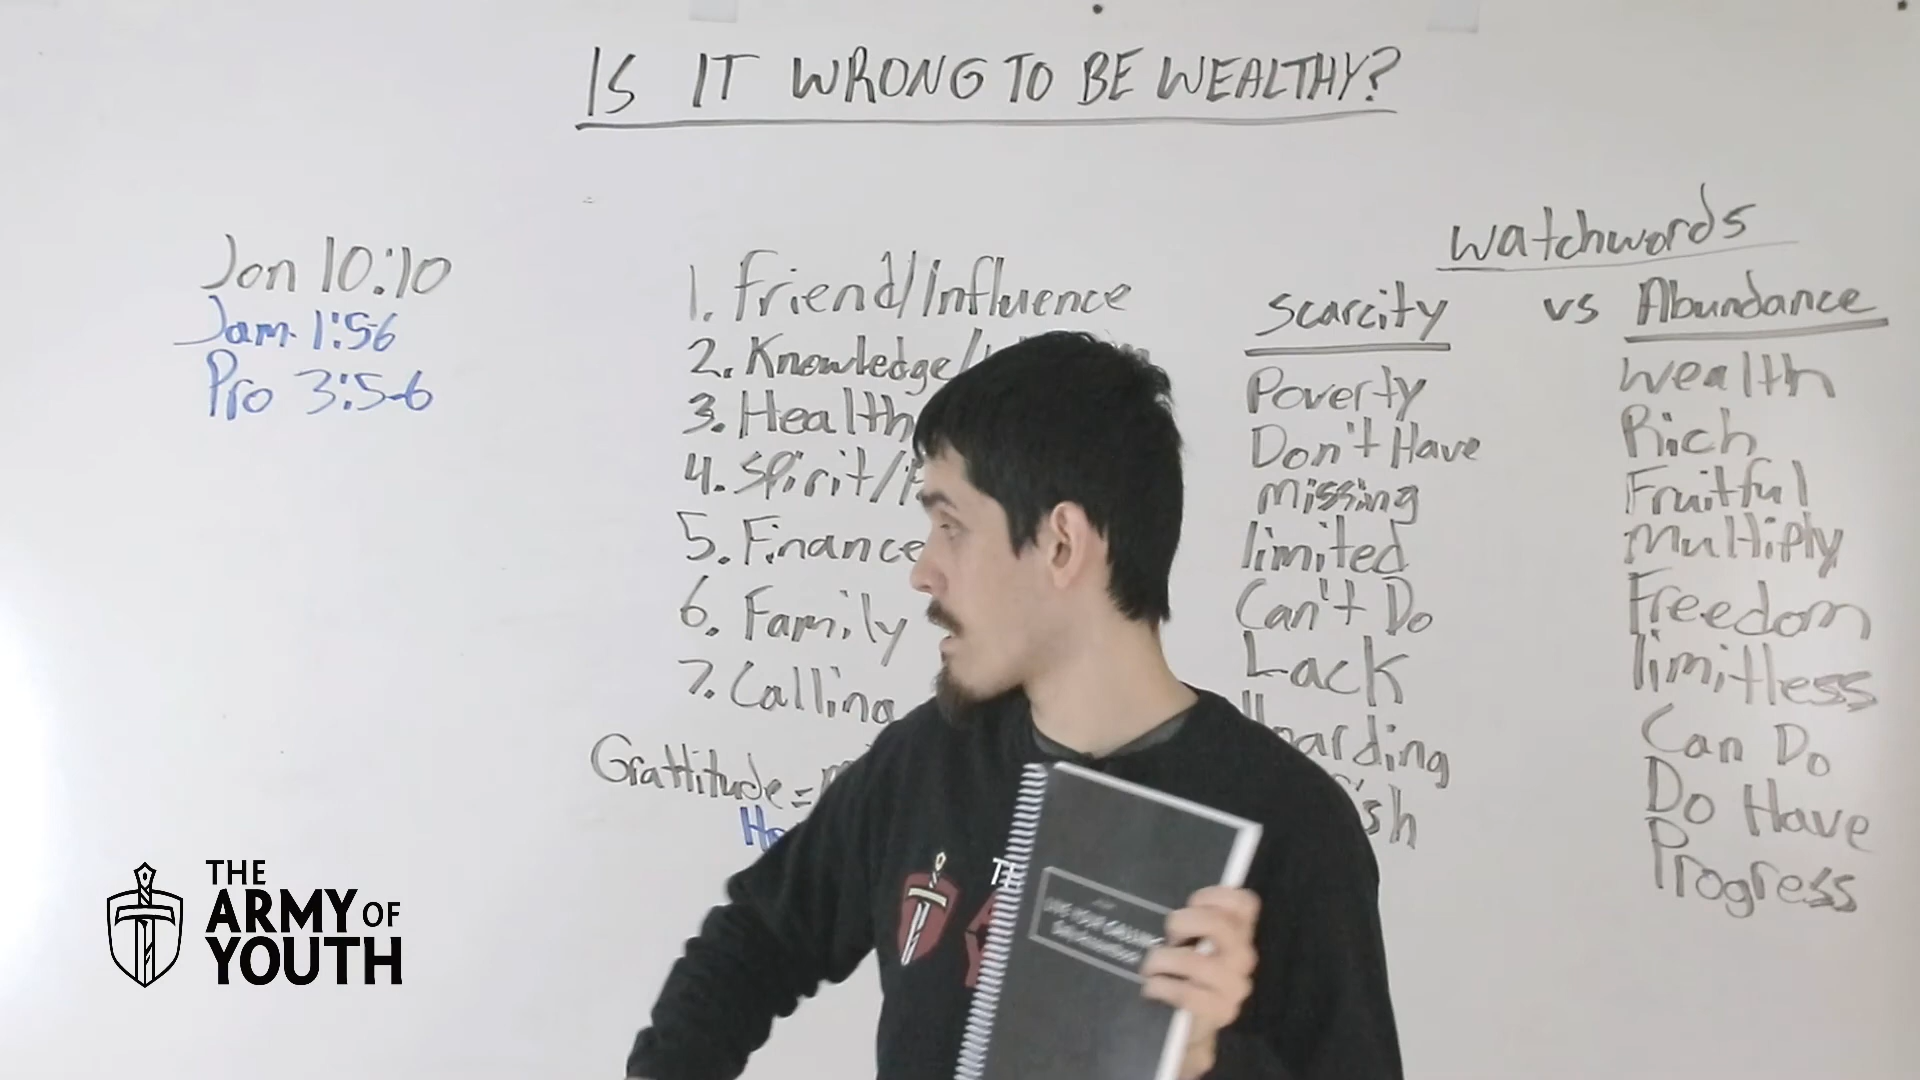 IS IT WRONG TO BE WEALTHY?
Jon 10:10
Jam 1:5-6
Pro 3:5-6
1. Friend/Influence
2. Knowledge/
3. Health
4. Spirit/
5. Finance
6. Family
7. Calling
Grattitude =
watchwords
Scarcity vs Abundance
Poverty
Don't Have
missing
limited
Can't Do
Lack
wealth
Rich
Fruitful
Multiply
Freedom
limitless
Can Do
Do Have
Progress
THE
ARMY OF
YOUTH